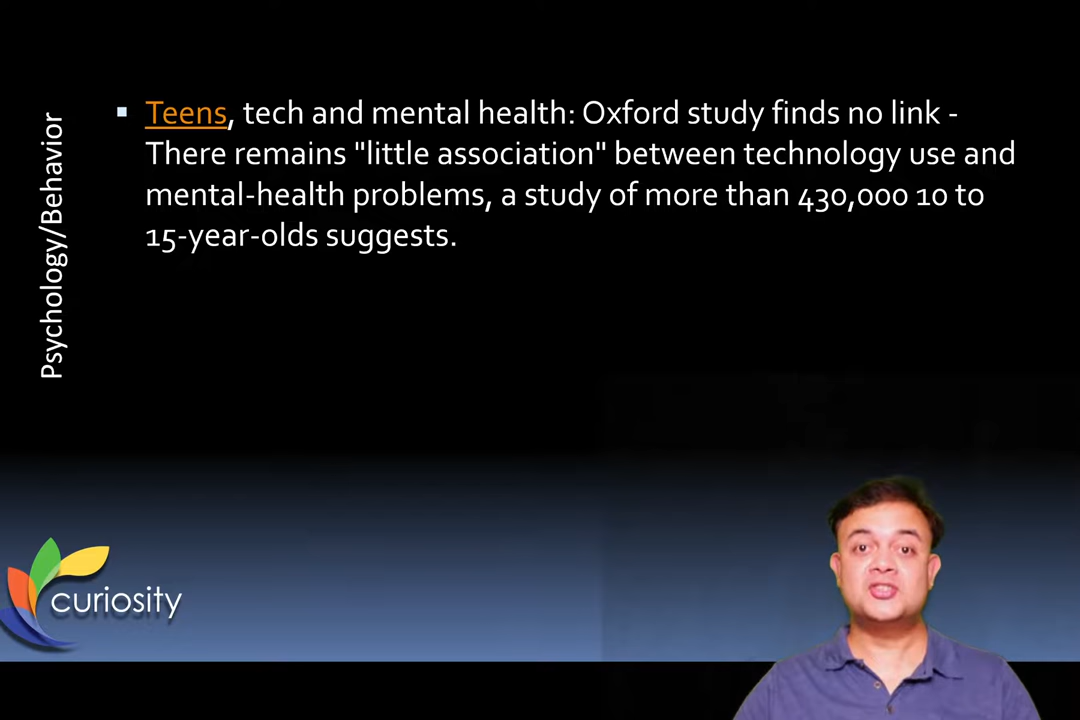 Psychology/Behavior
Teens, tech and mental health: Oxford study finds no link -
There remains "little association" between technology use and
mental-health problems, a study of more than 430,000 10 to
15-year-olds suggests.
curiosity